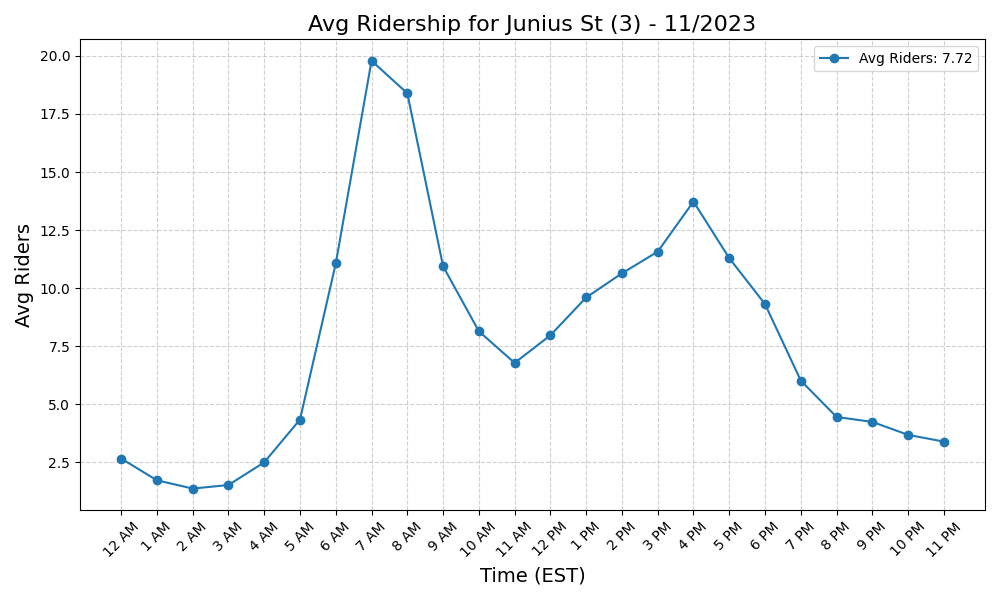 Avg Ridership for Junius St (3) - 11/2023
Avg Riders: 7.72
Avg Riders
20.0
17.5
15.0
12.5
10.0
7.5
5.0
2.5
12 AM
1 AM
2 AM
3 AM
4 AM
5 AM
6 AM
7 AM
8 AM
9 AM
10 AM
11 AM
12 PM
1 PM
2 PM
3 PM
4 PM
5 PM
6 PM
7 PM
8 PM
9 PM
10 PM
11 PM
Time (EST)